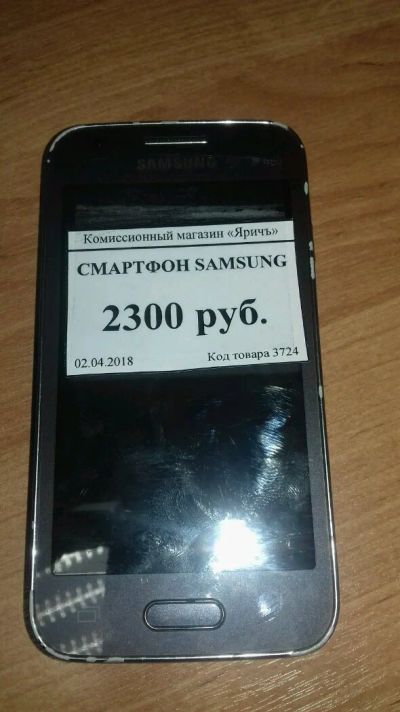 SAMSUNG
Комиссионный магазин «Яричъ»
СМАРТФОН SAMSUNG
2300 руб.
02.04.2018 Код товара 3724